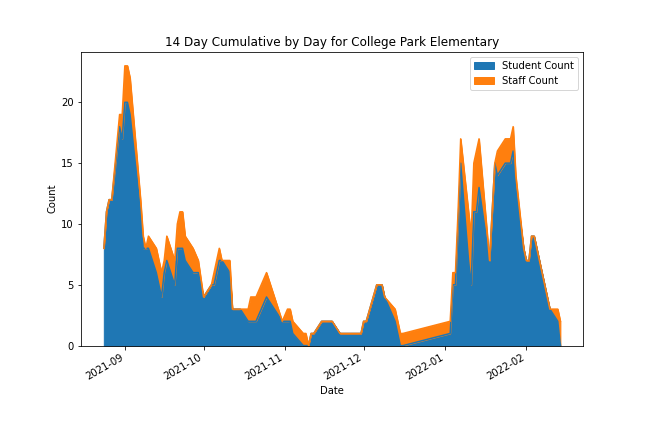 14 Day Cumulative by Day for College Park Elementary
Student Count
Staff Count
Count
20
15
10
5
0
2021-09
2021-10
2021-11
2021-12
2022-01
2022-02
Date